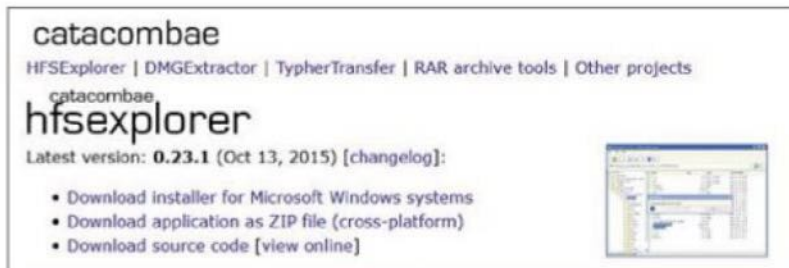 catacombae
HFSExplorer | DMGExtractor | TypherTransfer | RAR archive tools | Other projects
catacombae
hfsexplorer
Latest version: 0.23.1 (Oct 13, 2015) [changelog]:
• Download installer for Microsoft Windows systems
• Download application as ZIP file (cross-platform)
• Download source code [view online]